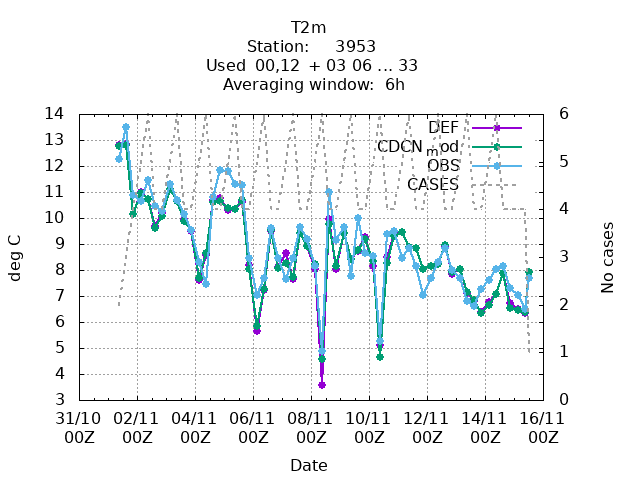 T2m
Station: 3953
Used 00,12 + 03 06 ... 33
Averaging window: 6h
14
13
12
11
10
9
8
7
6
5
4
3
deg C
6
5
4
3
2
1
0
No cases
DEF
CDCN_mod
OBS
CASES
31/10 02/11 04/11 06/11 08/11 10/11 12/11 14/11 16/11
00Z 00Z 00Z 00Z 00Z 00Z 00Z 00Z 00Z
Date